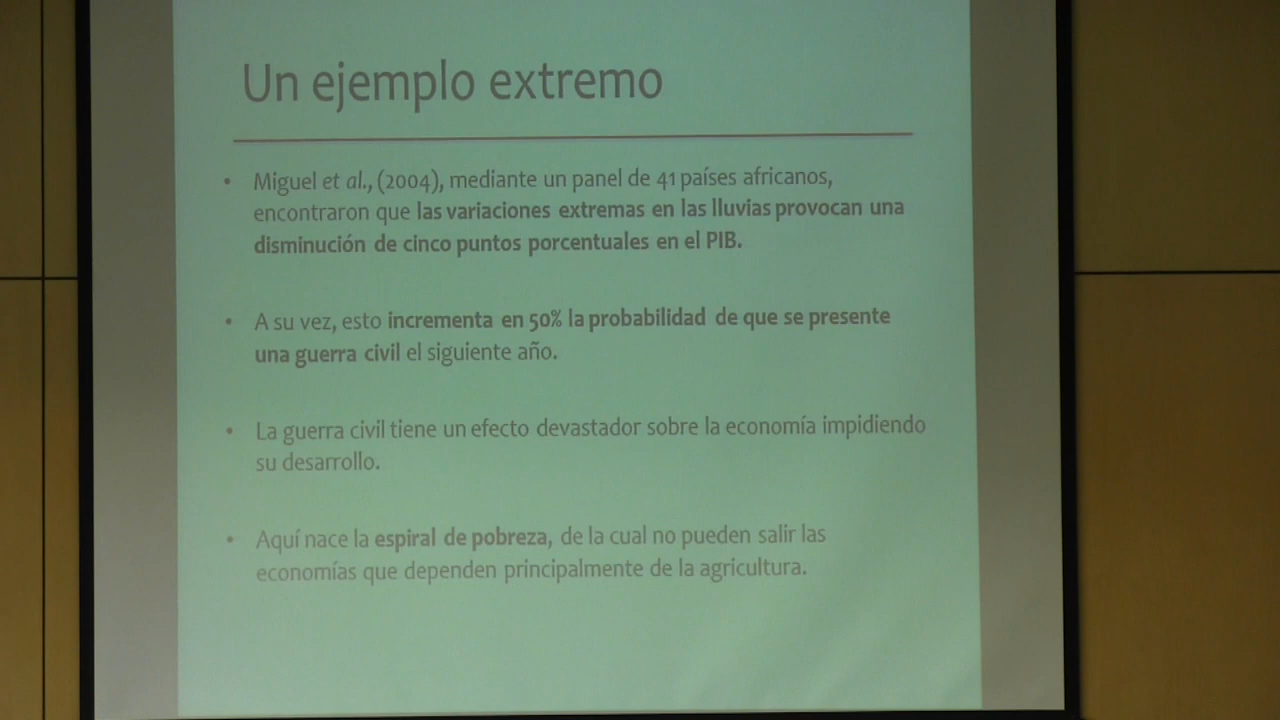 Un ejemplo extremo
• Miguel et al., (2004), mediante un panel de 41 países africanos,
encontraron que las variaciones extremas en las lluvias provocan una
disminución de cinco puntos porcentuales en el PIB.
• A su vez, esto incrementa en 50% la probabilidad de que se presente
una guerra civil el siguiente año.
• La guerra civil tiene un efecto devastador sobre la economía impidiendo
su desarrollo.
• Aquí nace la espiral de pobreza, de la cual no pueden salir las
economías que dependen principalmente de la agricultura.